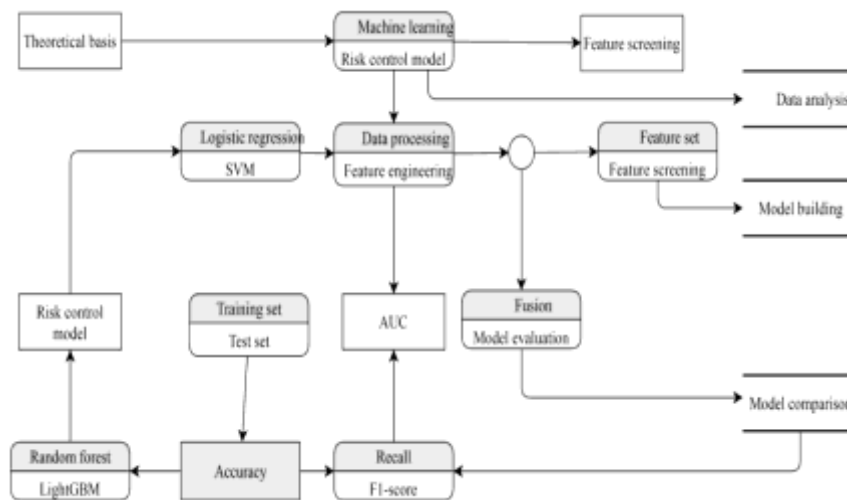 Theoretical basis
Machine learning
Risk control model
Feature screening
Data analysis
Logistic regression
SVM
Data processing
Feature engineering
Feature set
Feature screening
Model building
Risk control
model
Training set
Test set
AUC
Fusion
Model evaluation
Model comparison
Random forest
LightGBM
Accuracy
Recall
F1-score